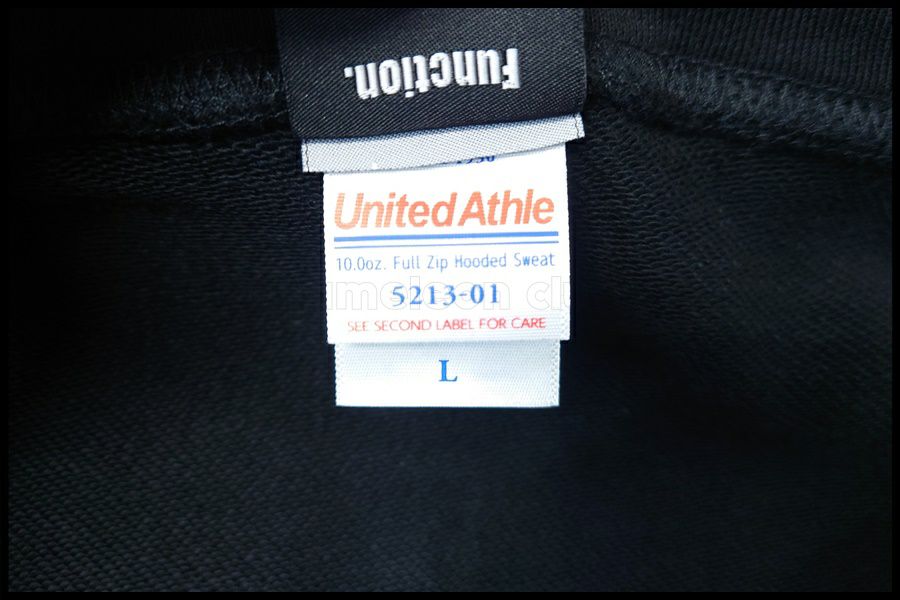 Function.
United Athle
10.0oz. Full Zip Hooded Sweat
5213-01
SEE SECOND LABEL FOR CARE
L